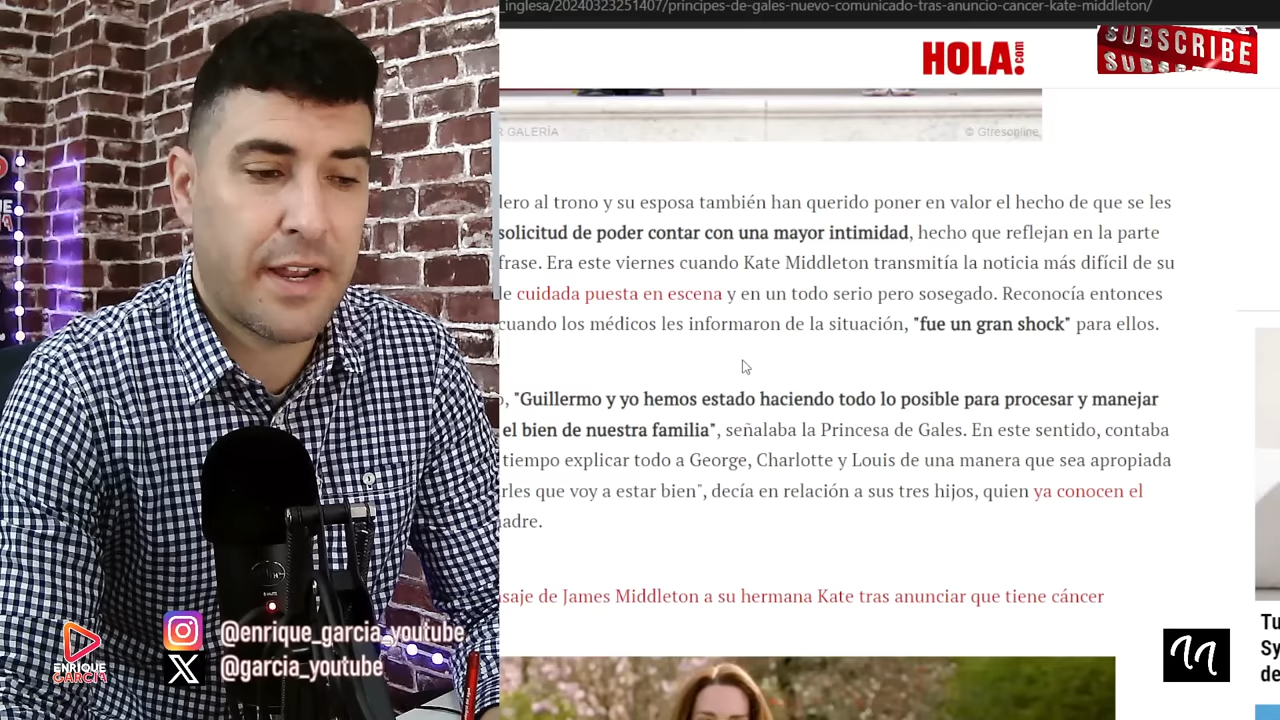 inglesa/20240323251407/principes-de-gales-nuevo-comunicado-tras-anuncio-cancer-kate-middleton/
HOLA!.com
SUBSCRIBE
GALERÍA
© Gtresonline
dero al trono y su esposa también han querido poner en valor el hecho de que se les
solicitud de poder contar con una mayor intimidad, hecho que reflejan en la parte
frase. Era este viernes cuando Kate Middleton transmitía la noticia más difícil de su
cuidada puesta en escena y en un todo serio pero sosegado. Reconocía entonces
cuando los médicos les informaron de la situación, "fue un gran shock" para ellos.
"Guillermo y yo hemos estado haciendo todo lo posible para procesar y manejar
el bien de nuestra familia", señalaba la Princesa de Gales. En este sentido, contaba
tiempo explicar todo a George, Charlotte y Louis de una manera que sea apropiada
rles que voy a estar bien", decía en relación a sus tres hijos, quien ya conocen el
adre.
saje de James Middleton a su hermana Kate tras anunciar que tiene cáncer
Tu
Sy
de
@enrique_garcia_youtube
@garcia_youtube
ENRIQUE
GARCIA